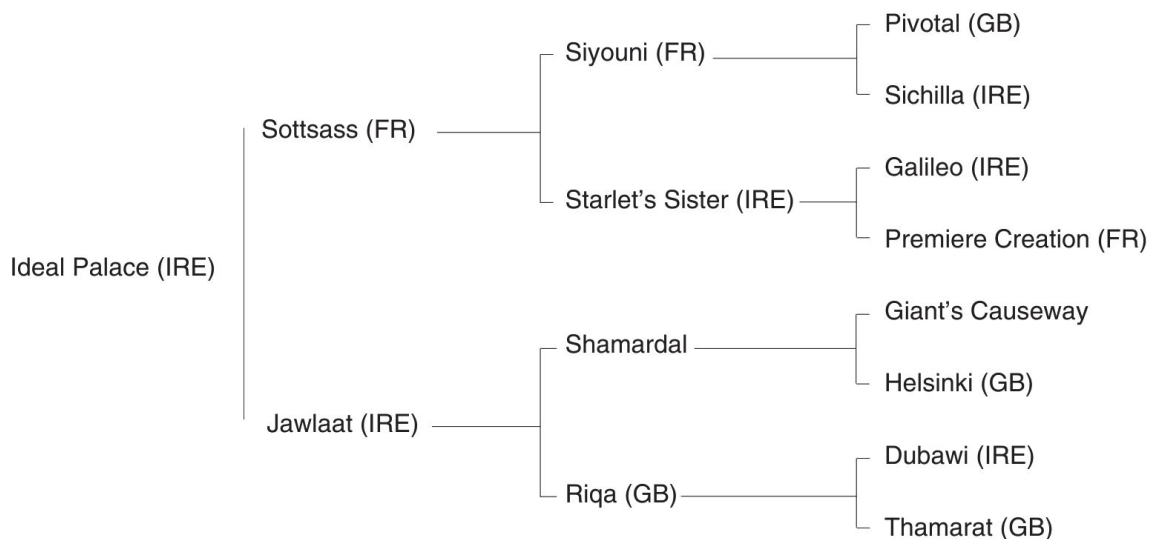 Pivotal (GB)
Siyouni (FR)
Sichilla (IRE)
Sottsass (FR)
Galileo (IRE)
Starlet’s Sister (IRE)
Premiere Creation (FR)
Ideal Palace (IRE)
Giant’s Causeway
Shamardal
Helsinki (GB)
Jawlaat (IRE)
Dubawi (IRE)
Riqa (GB)
Thamarat (GB)